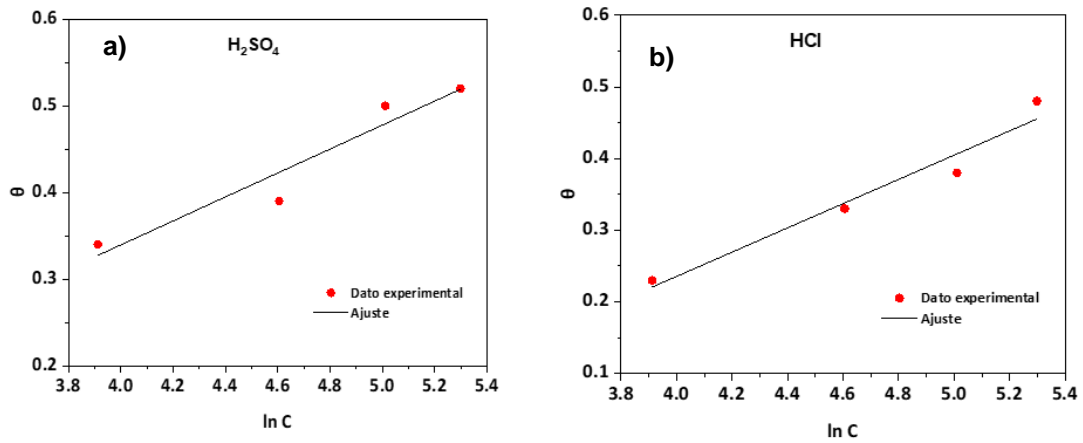 a)
H₂SO₄
0.6
0.5
0.4
0.3
0.2
θ
Dato experimental
Ajuste
3.8 4.0 4.2 4.4 4.6 4.8 5.0 5.2 5.4
ln C
b)
HCl
0.6
0.5
0.4
0.3
0.2
0.1
θ
Dato experimental
Ajuste
3.8 4.0 4.2 4.4 4.6 4.8 5.0 5.2 5.4
ln C